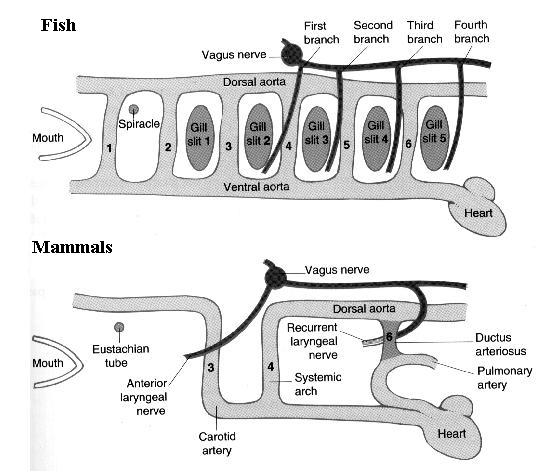 Fish
First branch
Second branch
Third branch
Fourth branch
Vagus nerve
Dorsal aorta
Mouth
Spiracle
Gill slit 1
Gill slit 2
Gill slit 3
Gill slit 4
Gill slit 5
1
2
3
4
5
6
Ventral aorta
Heart
Mammals
Vagus nerve
Dorsal aorta
Recurrent
laryngeal
nerve
6
Ductus
arteriosus
Mouth
Eustachian
tube
Anterior
laryngeal
nerve
3
4
Systemic
arch
Pulmonary
artery
Carotid
artery
Heart